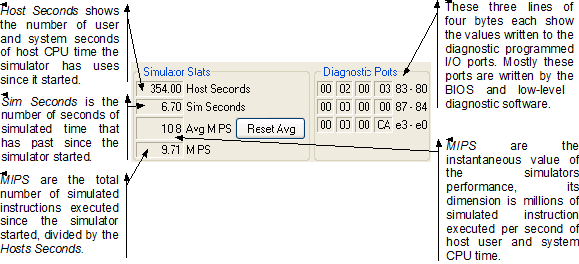 Host Seconds shows
the number of user
and system seconds
of host CPU time the
simulator has uses
since it started.
Sim Seconds is the
number of seconds of
simulated time that
has past since the
simulator started.
MIPS are the total
number of simulated
instructions executed
since the simulator
started, divided by the
Hosts Seconds.
Simulator Stats
354.00 Host Seconds
6.70 Sim Seconds
10.8 Avg MIPS Reset Avg
9.71 MIPS
Diagnostic Ports
00 02 00 03 83 - 80
00 00 00 00 87 - 84
00 03 00 CA e3 - e0
These three lines of
four bytes each show
the values written to the
diagnostic programmed
I/O ports. Mostly these
ports are written by the
BIOS and low-level
diagnostic software.
MIPS are the
instantaneous value of
the simulators
performance, its
dimension is millions of
simulated instruction
executed per second of
host user and system
CPU time.